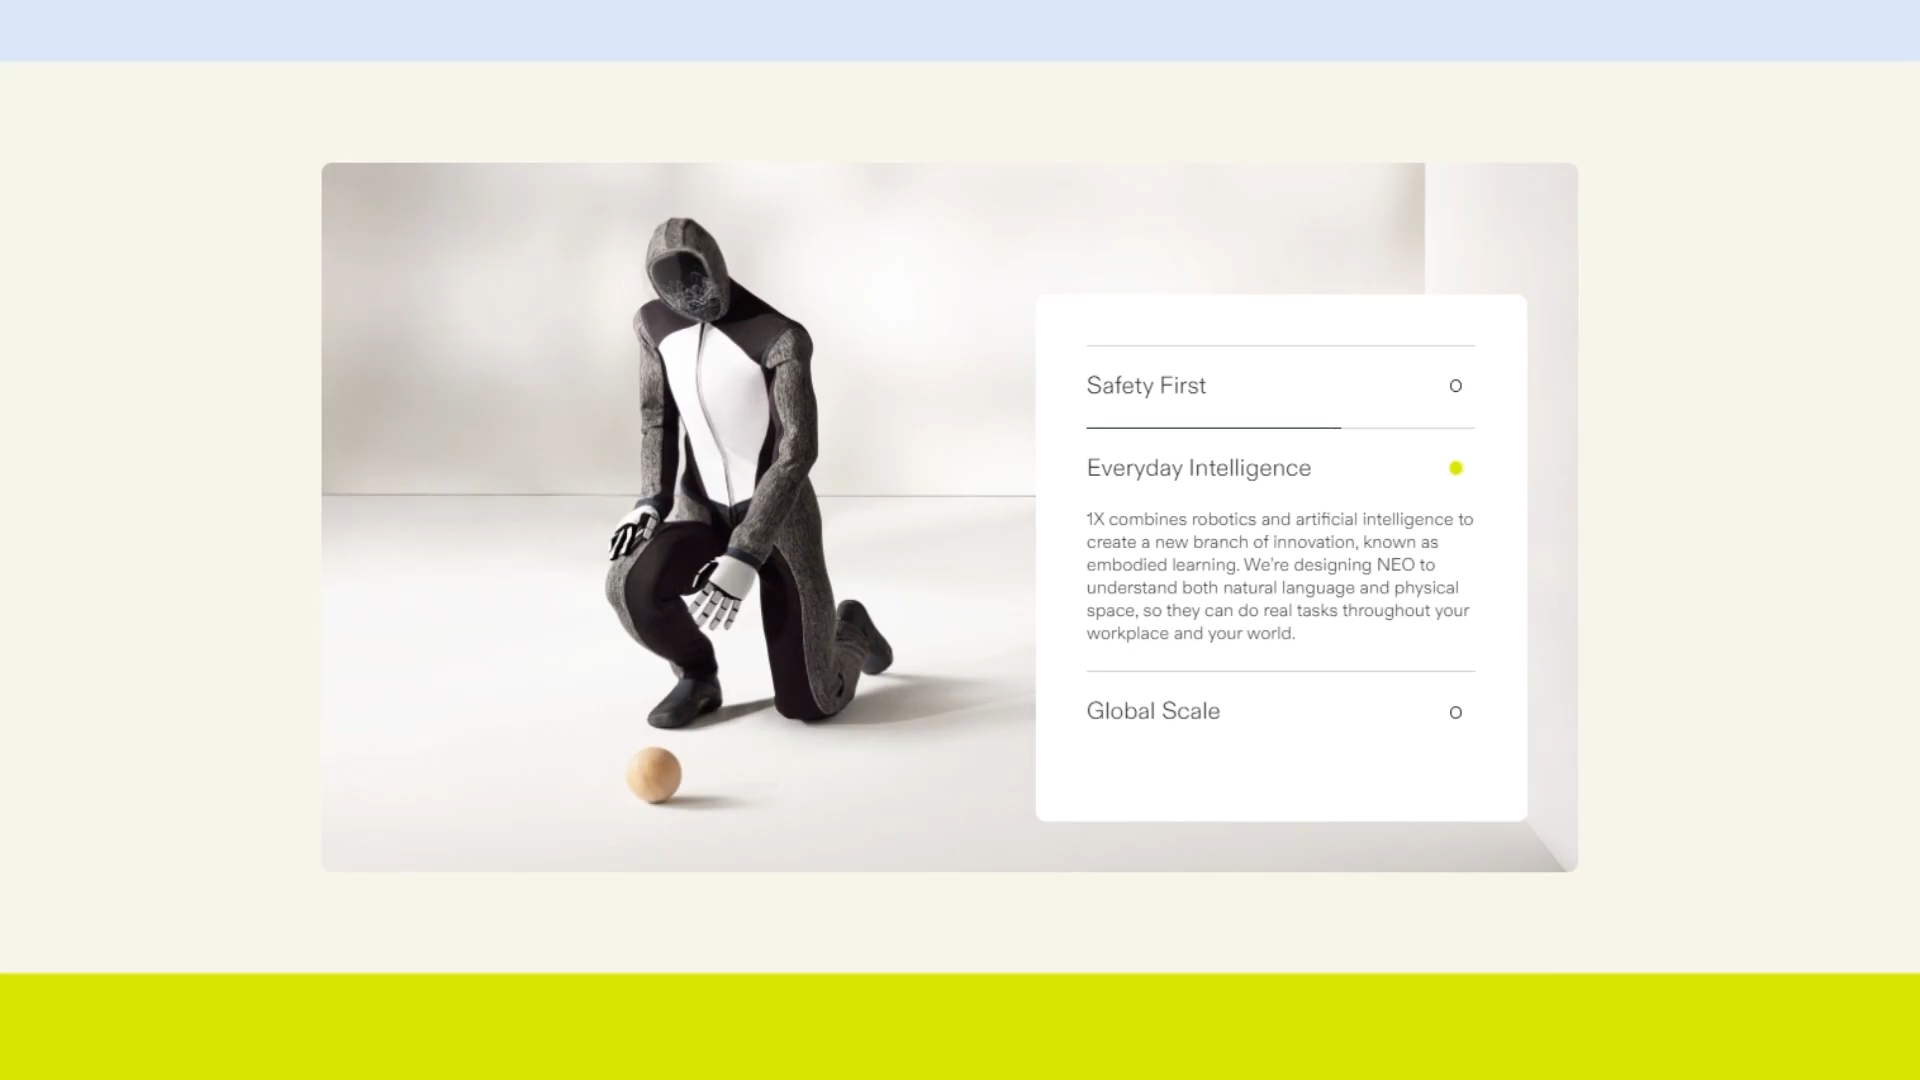 Safety First
Everyday Intelligence
1X combines robotics and artificial intelligence to
create a new branch of innovation, known as
embodied learning. We're designing NEO to
understand both natural language and physical
space, so they can do real tasks throughout your
workplace and your world.
Global Scale